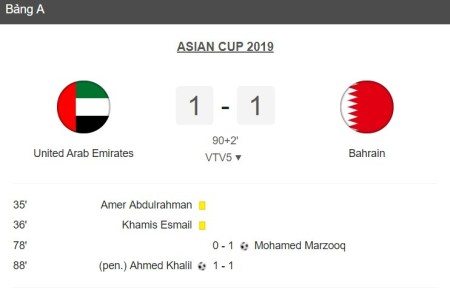 Bảng A
ASIAN CUP 2019
1 - 1
90+2'
VTV5 ▼
United Arab Emirates
Bahrain
35' Amer Abdulrahman
36' Khamis Esmail
78' 0 - 1 Mohamed Marzooq
88' (pen.) Ahmed Khalil 1 - 1